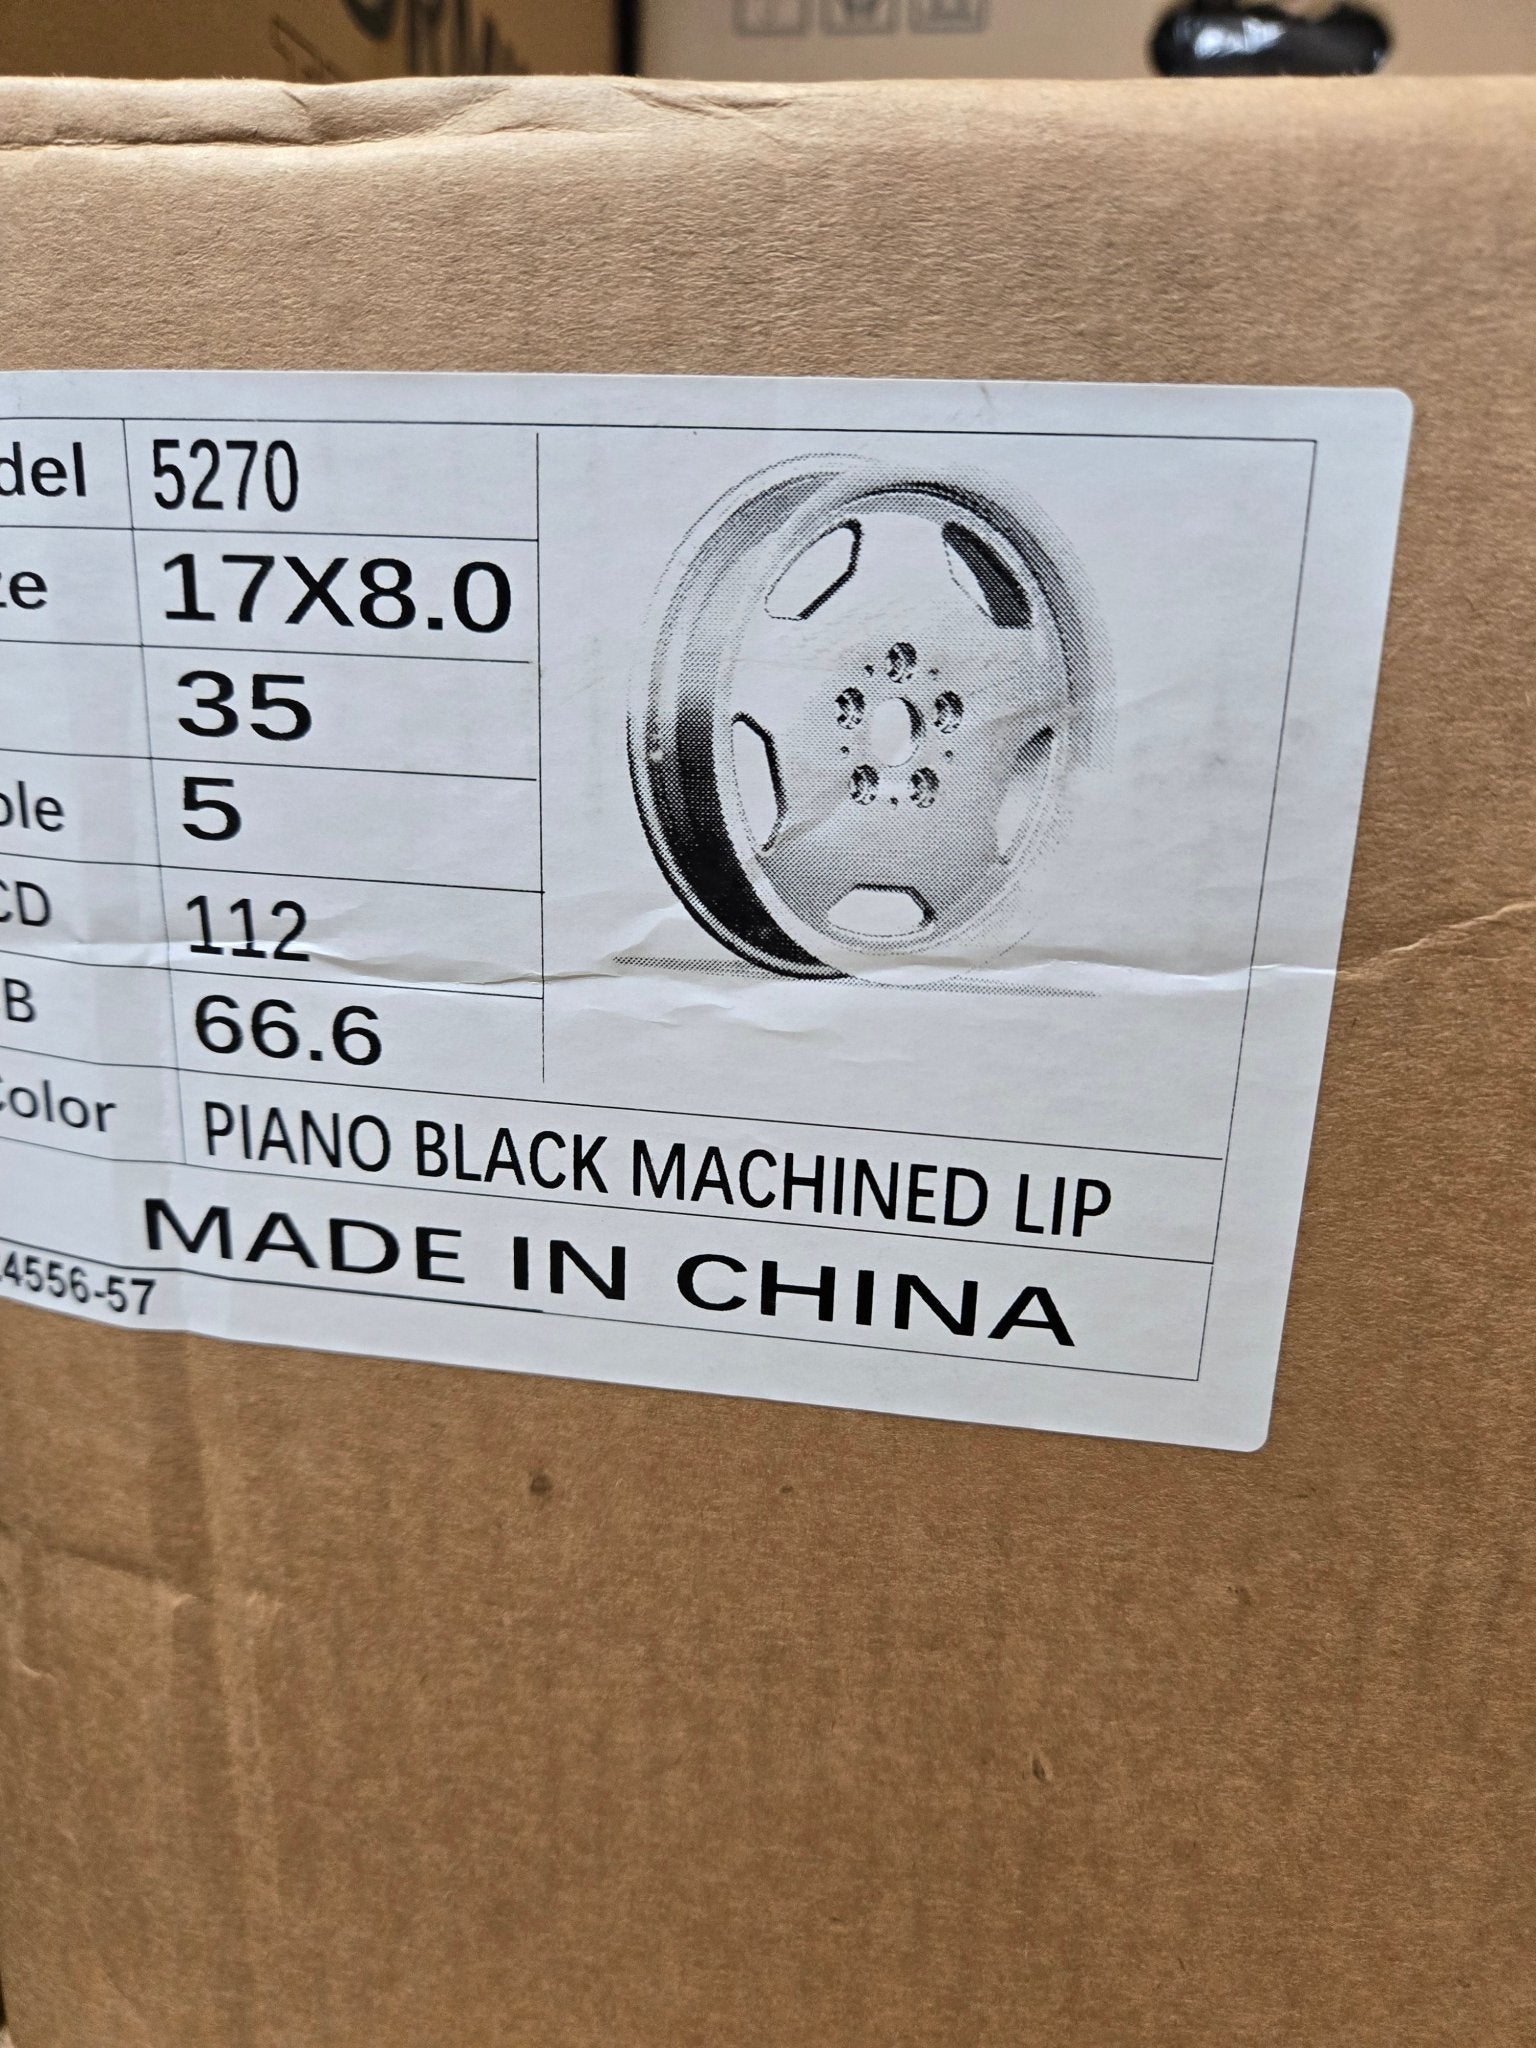 del 5270
ze 17X8.0
35
ole 5
CD 112
B 66.6
Color PIANO BLACK MACHINED LIP
MADE IN CHINA
4556-57